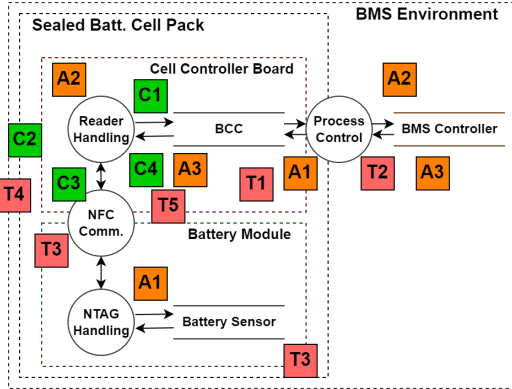 BMS Environment
Sealed Batt. Cell Pack
Cell Controller Board
A2
C1
A2
Reader
Handling
BCC
Process
Control
BMS Controller
C2
C3
C4
A3
T1
A1
T2
A3
T4
T5
NFC
Comm.
Battery Module
T3
A1
NTAG
Handling
Battery Sensor
T3